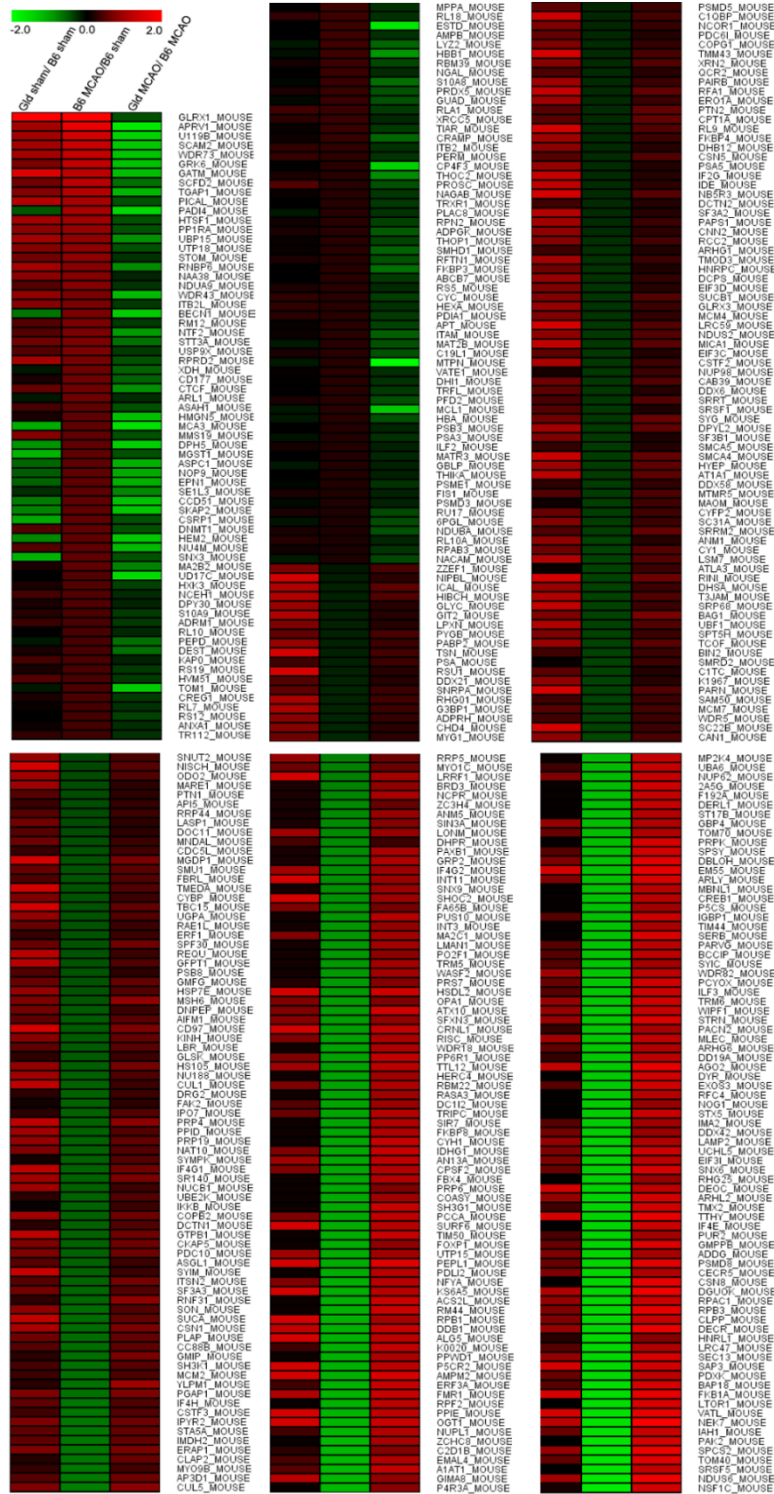 -2.0 0.0 2.0
Gld sham/ B6 sham
B6 MCAO/B6 sham
Gld MCAO/ B6 MCAO
GLRX1_MOUSE
APRV1_MOUSE
U119B_MOUSE
SCAM2_MOUSE
WDR73_MOUSE
GRK6_MOUSE
GATM_MOUSE
SCFD2_MOUSE
TGAP1_MOUSE
PICAL_MOUSE
PADI4_MOUSE
HTSF1_MOUSE
PP1RA_MOUSE
UBP15_MOUSE
UTP18_MOUSE
STOM_MOUSE
RNBP6_MOUSE
NAA38_MOUSE
NDUA9_MOUSE
WDR43_MOUSE
ITB2L_MOUSE
BECN1_MOUSE
RM12_MOUSE
NTF2_MOUSE
STT3A_MOUSE
USP9X_MOUSE
RPRD2_MOUSE
XDH_MOUSE
CD177_MOUSE
CTCF_MOUSE
ARL1_MOUSE
ASAH1_MOUSE
HMGN5_MOUSE
MCA3_MOUSE
MMS19_MOUSE
DPH5_MOUSE
MGST1_MOUSE
ASPC1_MOUSE
NOP9_MOUSE
EPN1_MOUSE
SE1L3_MOUSE
CCD51_MOUSE
SKAP2_MOUSE
CSRP1_MOUSE
DNMT1_MOUSE
HEM2_MOUSE
NU4M_MOUSE
SNX3_MOUSE
MA2B2_MOUSE
UD17C_MOUSE
HXK3_MOUSE
NCEH1_MOUSE
DPY30_MOUSE
S10A9_MOUSE
ADRM1_MOUSE
RL10_MOUSE
PEPD_MOUSE
DEST_MOUSE
KAP0_MOUSE
RS19_MOUSE
HVM51_MOUSE
TOM1_MOUSE
CREG1_MOUSE
RL7_MOUSE
RS12_MOUSE
ANXA1_MOUSE
TR112_MOUSE
MPPA_MOUSE
RL18_MOUSE
ESTD_MOUSE
AMPB_MOUSE
LYZ2_MOUSE
HBB1_MOUSE
RBM39_MOUSE
NGAL_MOUSE
S10A8_MOUSE
PRDX5_MOUSE
GUAD_MOUSE
RLA1_MOUSE
XRCC5_MOUSE
TIAR_MOUSE
CRAMP_MOUSE
ITB2_MOUSE
PERM_MOUSE
CP4F3_MOUSE
THOC2_MOUSE
PROSC_MOUSE
NAGAB_MOUSE
TRXR1_MOUSE
PLAC8_MOUSE
RPN2_MOUSE
ADPGK_MOUSE
THOP1_MOUSE
SMHD1_MOUSE
RFTN1_MOUSE
FKBP3_MOUSE
ABCB7_MOUSE
RS5_MOUSE
CYC_MOUSE
HEXA_MOUSE
PDIA1_MOUSE
APT_MOUSE
ITAM_MOUSE
MAT2B_MOUSE
C19L1_MOUSE
MTPN_MOUSE
VATE1_MOUSE
DHI1_MOUSE
TRFL_MOUSE
PFD2_MOUSE
MCL1_MOUSE
HBA_MOUSE
PSB3_MOUSE
PSA3_MOUSE
ILF2_MOUSE
MATR3_MOUSE
GBLP_MOUSE
THIKA_MOUSE
PSME1_MOUSE
FIS1_MOUSE
PSMD3_MOUSE
RU17_MOUSE
6PGL_MOUSE
NDUBA_MOUSE
RL10A_MOUSE
RPAB3_MOUSE
NACAM_MOUSE
ZZEF1_MOUSE
NIPBL_MOUSE
ICAL_MOUSE
HIBCH_MOUSE
GLYC_MOUSE
GIT2_MOUSE
LPXN_MOUSE
PYGB_MOUSE
PABP2_MOUSE
TSN_MOUSE
PSA_MOUSE
RSU1_MOUSE
DDX21_MOUSE
SNRPA_MOUSE
RHG01_MOUSE
G3BP1_MOUSE
ADPRH_MOUSE
CHD4_MOUSE
MYG1_MOUSE
PSMD5_MOUSE
C1QBP_MOUSE
NCOR1_MOUSE
PDC6I_MOUSE
COPG1_MOUSE
TMM43_MOUSE
XRN2_MOUSE
QCR2_MOUSE
PAIRB_MOUSE
RFA1_MOUSE
ERO1A_MOUSE
PTN2_MOUSE
CPT1A_MOUSE
RL9_MOUSE
FKBP4_MOUSE
DHB12_MOUSE
CSN5_MOUSE
PSA5_MOUSE
IF2G_MOUSE
IDE_MOUSE
NB5R3_MOUSE
DCTN2_MOUSE
SF3A2_MOUSE
PAPS1_MOUSE
CNN2_MOUSE
RCC2_MOUSE
ARHG1_MOUSE
TMOD3_MOUSE
HNRPC_MOUSE
DCPS_MOUSE
EIF3D_MOUSE
SUCB1_MOUSE
GLRX3_MOUSE
MCM4_MOUSE
LRC59_MOUSE
NDUS2_MOUSE
MICA1_MOUSE
EIF3C_MOUSE
CSTF2_MOUSE
NUP98_MOUSE
CAB39_MOUSE
DDX6_MOUSE
SRRT_MOUSE
SRSF1_MOUSE
SYG_MOUSE
DPYL2_MOUSE
SF3B1_MOUSE
SMCA5_MOUSE
SMCA4_MOUSE
HYEP_MOUSE
AT1A1_MOUSE
DDX58_MOUSE
MTMR5_MOUSE
MAOM_MOUSE
CYFP2_MOUSE
SC31A_MOUSE
SRRM2_MOUSE
ANM1_MOUSE
CY1_MOUSE
LSM7_MOUSE
ATLA3_MOUSE
RINI_MOUSE
DHSA_MOUSE
T3JAM_MOUSE
SRP68_MOUSE
BAG1_MOUSE
UBF1_MOUSE
SPT5H_MOUSE
TCOF_MOUSE
BIN2_MOUSE
SMRD2_MOUSE
C1TC_MOUSE
K1967_MOUSE
PARN_MOUSE
SAM50_MOUSE
MCM7_MOUSE
WDR5_MOUSE
SC22B_MOUSE
CAN1_MOUSE
SNUT2_MOUSE
NISCH_MOUSE
ODO2_MOUSE
MARE1_MOUSE
PTN1_MOUSE
API5_MOUSE
RRP44_MOUSE
LASP1_MOUSE
DOC11_MOUSE
MNDAL_MOUSE
CDC5L_MOUSE
MGDP1_MOUSE
SMU1_MOUSE
FBRL_MOUSE
TMEDA_MOUSE
CYBP_MOUSE
TBC15_MOUSE
UGPA_MOUSE
RAE1L_MOUSE
ERF1_MOUSE
SPF30_MOUSE
REQU_MOUSE
GFPT1_MOUSE
PSB8_MOUSE
GMFG_MOUSE
HSP7E_MOUSE
MSH6_MOUSE
DNPEP_MOUSE
AIFM1_MOUSE
CD97_MOUSE
KINH_MOUSE
LBR_MOUSE
GLSK_MOUSE
HS105_MOUSE
NU188_MOUSE
CUL1_MOUSE
DRG2_MOUSE
FAK2_MOUSE
IPO7_MOUSE
PRP4_MOUSE
PPID_MOUSE
PRP19_MOUSE
NAT10_MOUSE
SYMPK_MOUSE
IF4G1_MOUSE
SR140_MOUSE
NUCB1_MOUSE
UBE2K_MOUSE
IKKB_MOUSE
COPB2_MOUSE
DCTN1_MOUSE
GTPB1_MOUSE
CKAP5_MOUSE
PDC10_MOUSE
ASGL1_MOUSE
SYIM_MOUSE
ITSN2_MOUSE
SF3A3_MOUSE
RNF31_MOUSE
SON_MOUSE
SUCA_MOUSE
CSN1_MOUSE
PLAP_MOUSE
CC88B_MOUSE
GMIP_MOUSE
SH3K1_MOUSE
MCM2_MOUSE
YLPM1_MOUSE
PGAP1_MOUSE
IF4H_MOUSE
CSTF3_MOUSE
IPYR2_MOUSE
STA5A_MOUSE
IMDH2_MOUSE
ERAP1_MOUSE
CLAP2_MOUSE
MYO9B_MOUSE
AP3D1_MOUSE
CUL5_MOUSE
RRP5_MOUSE
MYO1C_MOUSE
LRRF1_MOUSE
BRD3_MOUSE
NCPR_MOUSE
ZC3H4_MOUSE
ANM5_MOUSE
SIN3A_MOUSE
LONM_MOUSE
DHPR_MOUSE
PAXB1_MOUSE
GRP2_MOUSE
IF4G2_MOUSE
INT11_MOUSE
SNX9_MOUSE
SHOC2_MOUSE
FA65B_MOUSE
PUS10_MOUSE
INT3_MOUSE
MA2C1_MOUSE
LMAN1_MOUSE
PO2F1_MOUSE
TRM5_MOUSE
WASF2_MOUSE
PRS7_MOUSE
HSDL2_MOUSE
OPA1_MOUSE
ATX10_MOUSE
SFXN3_MOUSE
CRNL1_MOUSE
RISC_MOUSE
WDRT8_MOUSE
PP6R1_MOUSE
TTL12_MOUSE
HERC4_MOUSE
RBM22_MOUSE
RASA3_MOUSE
DC1I2_MOUSE
TRIPC_MOUSE
SIR7_MOUSE
FKBP8_MOUSE
CYH1_MOUSE
IDHG1_MOUSE
AN13A_MOUSE
CPSF2_MOUSE
FBX4_MOUSE
PRP6_MOUSE
COASY_MOUSE
SH3G1_MOUSE
PCCA_MOUSE
SURF6_MOUSE
TIM50_MOUSE
FOXP1_MOUSE
UTP15_MOUSE
PEPL1_MOUSE
PDLI2_MOUSE
NFYA_MOUSE
KS6A5_MOUSE
ACS2L_MOUSE
RM44_MOUSE
RPB1_MOUSE
DDB1_MOUSE
ALG5_MOUSE
K0020_MOUSE
PPWD1_MOUSE
P5CR2_MOUSE
AMPM2_MOUSE
ERF3A_MOUSE
FMR1_MOUSE
RPF2_MOUSE
PPIE_MOUSE
OGT1_MOUSE
NUPL1_MOUSE
ZCHC8_MOUSE
C2D1B_MOUSE
EMAL4_MOUSE
A1AT1_MOUSE
GIMA8_MOUSE
P4R3A_MOUSE
MP2K4_MOUSE
UBA6_MOUSE
NUP62_MOUSE
2A5G_MOUSE
F192A_MOUSE
DERL1_MOUSE
ST17B_MOUSE
GBP4_MOUSE
TOM70_MOUSE
PRPK_MOUSE
SPSY_MOUSE
DBLOH_MOUSE
EM55_MOUSE
ARLY_MOUSE
MBNL1_MOUSE
CREB1_MOUSE
P5CS_MOUSE
IGBP1_MOUSE
TIM44_MOUSE
SERB_MOUSE
PARVG_MOUSE
BCCIP_MOUSE
SYIC_MOUSE
WDR82_MOUSE
PCYOX_MOUSE
ILF3_MOUSE
TRM6_MOUSE
WIPF1_MOUSE
STRN_MOUSE
PACN2_MOUSE
MLEC_MOUSE
ARHG6_MOUSE
DD19A_MOUSE
AGO2_MOUSE
DYR_MOUSE
EXOS3_MOUSE
RFC4_MOUSE
NOG1_MOUSE
STX5_MOUSE
IMA2_MOUSE
DDX42_MOUSE
LAMP2_MOUSE
UCHL5_MOUSE
EIF3I_MOUSE
SNX6_MOUSE
RHG25_MOUSE
DEOC_MOUSE
ARHL2_MOUSE
TMX2_MOUSE
TTHY_MOUSE
IF4E_MOUSE
PUR2_MOUSE
GMPPB_MOUSE
ADDG_MOUSE
PSMD8_MOUSE
CECR5_MOUSE
CSN8_MOUSE
DGUOK_MOUSE
RPAC1_MOUSE
RPB3_MOUSE
CLPP_MOUSE
DECR_MOUSE
HNRL1_MOUSE
LRC47_MOUSE
SEC13_MOUSE
SAP3_MOUSE
PDXK_MOUSE
BAP18_MOUSE
FKB1A_MOUSE
LTOR1_MOUSE
VATL_MOUSE
NEK7_MOUSE
IAH1_MOUSE
PAK2_MOUSE
SPCS2_MOUSE
TOM40_MOUSE
SRSF5_MOUSE
NDUS6_MOUSE
NSF1C_MOUSE